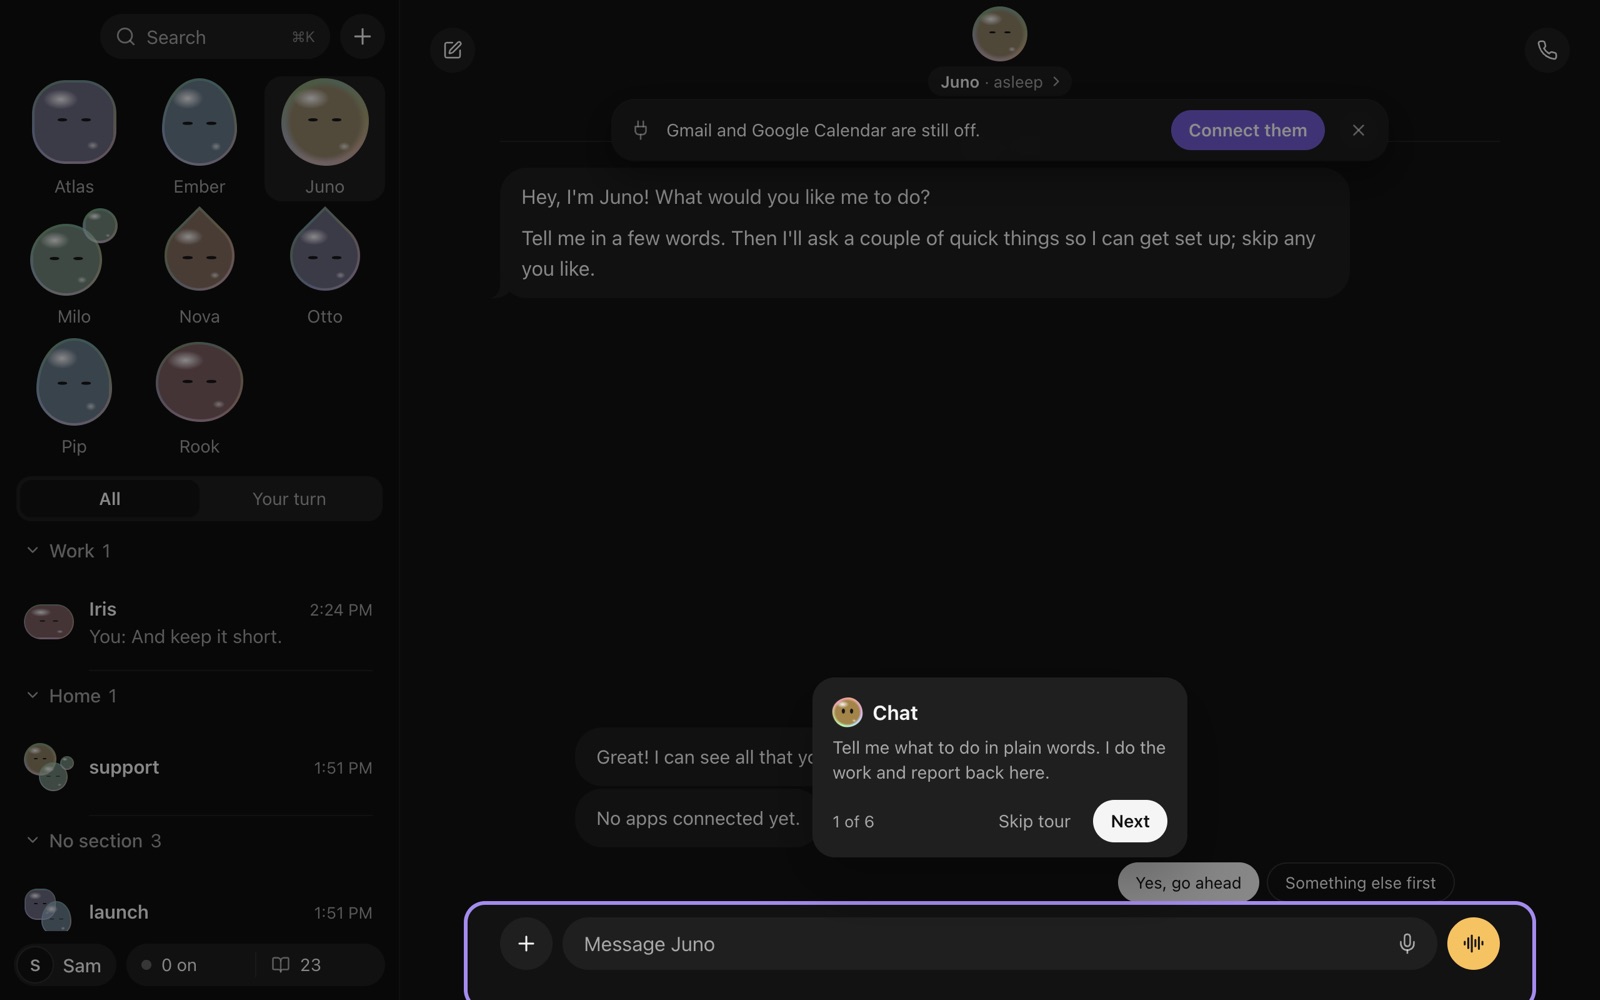 Search ⌘K
Atlas
Ember
Juno
Milo
Nova
Otto
Pip
Rook
All
Your turn
Work 1
Iris 2:24 PM
You: And keep it short.
Home 1
support 1:51 PM
No section 3
launch 1:51 PM
S Sam
0 on
23
Juno · asleep
Gmail and Google Calendar are still off.
Connect them
Hey, I'm Juno! What would you like me to do?
Tell me in a few words. Then I'll ask a couple of quick things so I can get set up; skip any
you like.
Great! I can see all that
No apps connected yet.
Chat
Tell me what to do in plain words. I do the
work and report back here.
1 of 6
Skip tour
Next
Yes, go ahead
Something else first
Message Juno